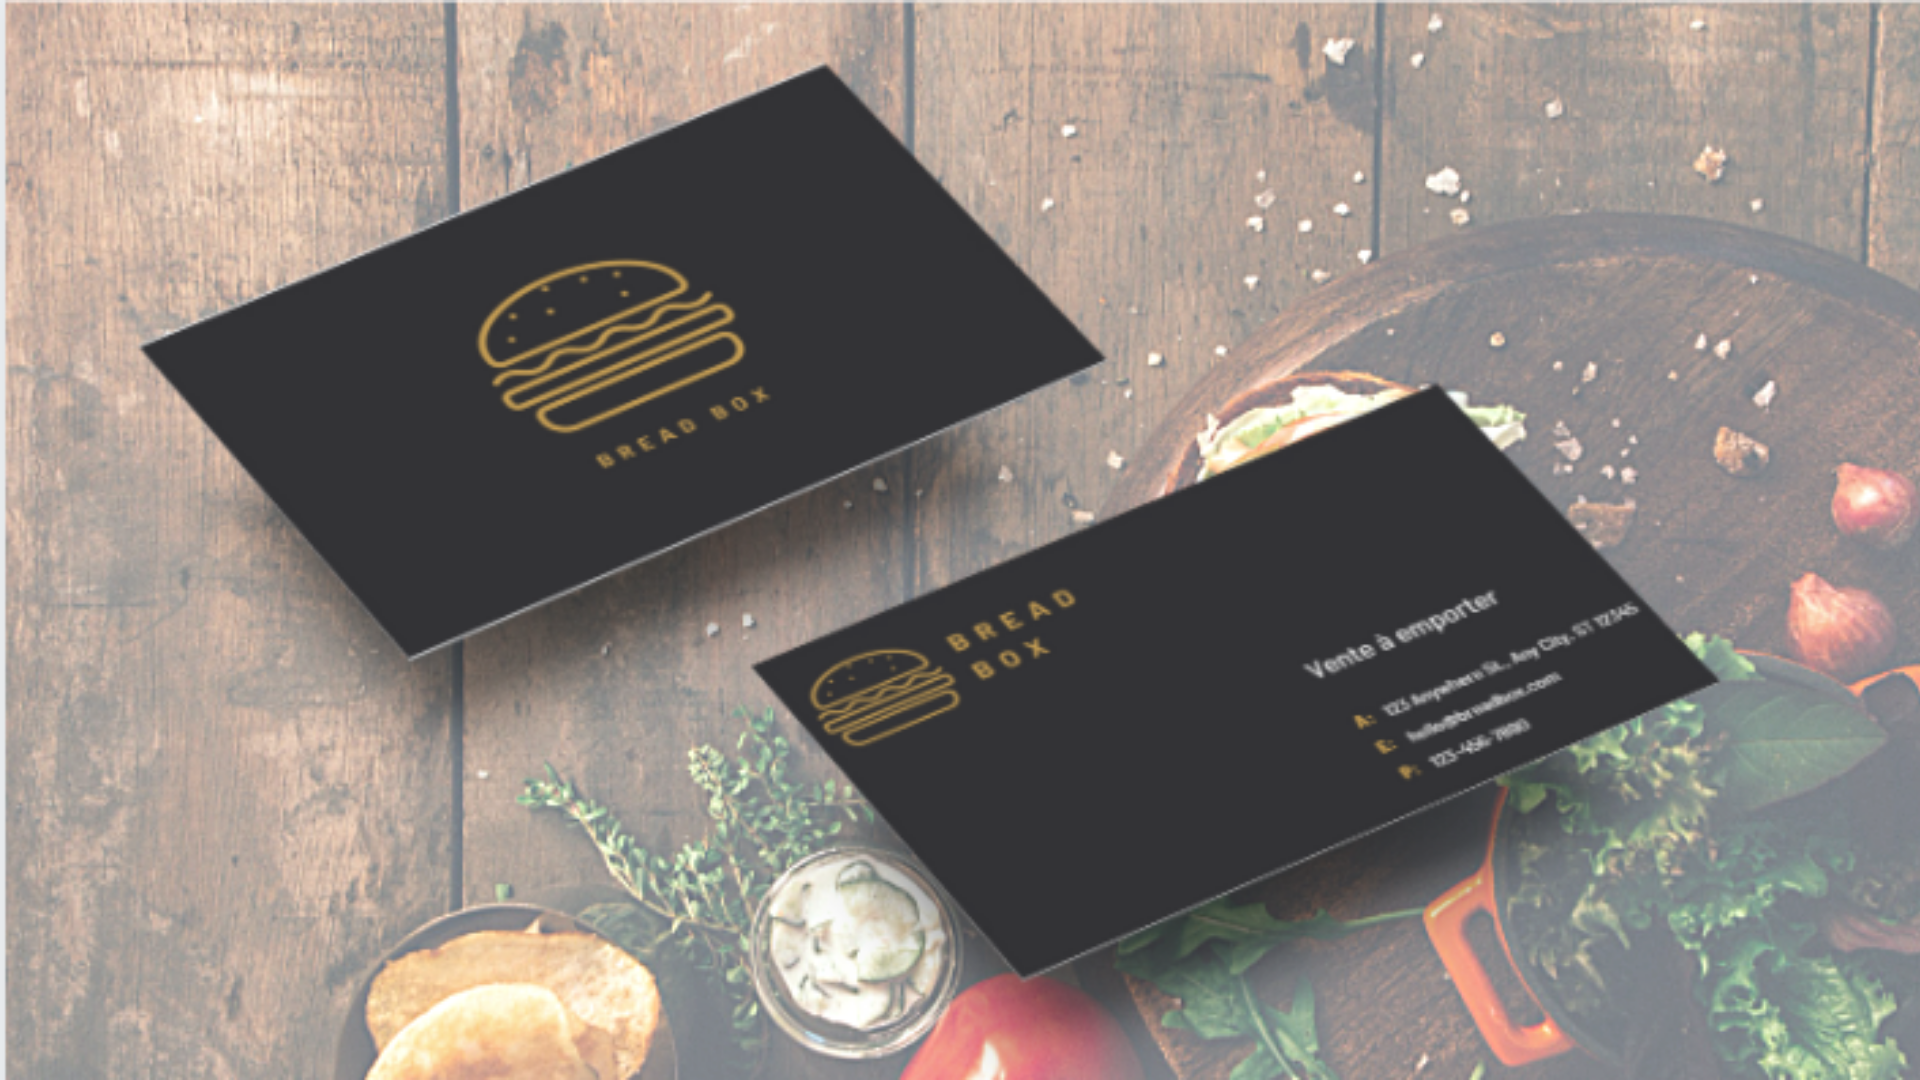 BREAD BOX
BREAD
BOX
Vente à emporter
A: 123 Anywhere St., Any City, ST 12345
E: hello@breadbox.com
P: 123-456-7890